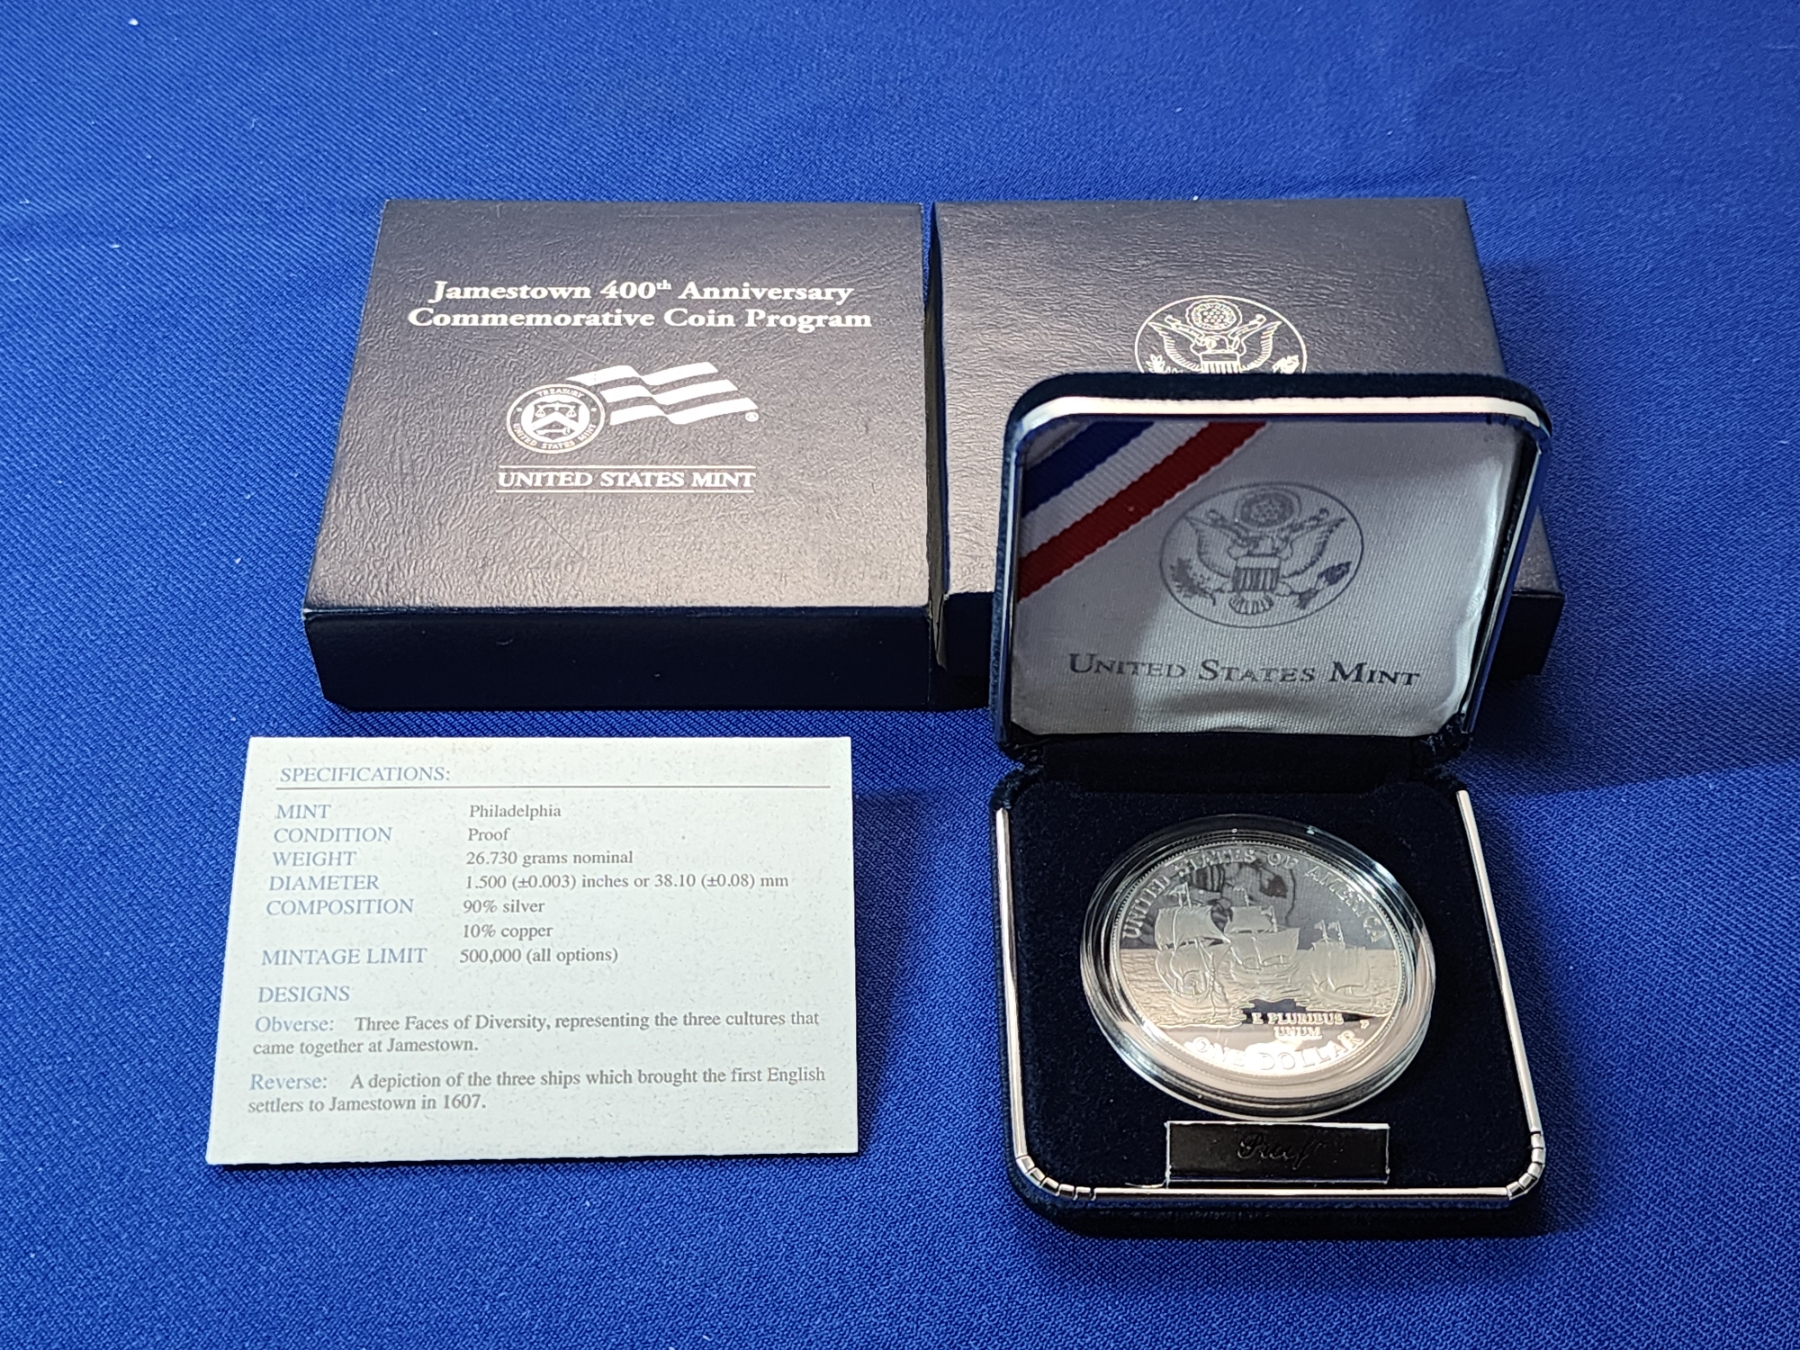 Jamestown 400th Anniversary
Commemorative Coin Program
TREASURY
UNITED STATES MINT
®
UNITED STATES MINT
UNITED STATES MINT
SPECIFICATIONS:
MINT Philadelphia
CONDITION Proof
WEIGHT 26.730 grams nominal
DIAMETER 1.500 (±0.003) inches or 38.10 (±0.08) mm
COMPOSITION 90% silver
10% copper
MINTAGE LIMIT 500,000 (all options)
DESIGNS
Obverse: Three Faces of Diversity, representing the three cultures that
came together at Jamestown.
Reverse: A depiction of the three ships which brought the first English
settlers to Jamestown in 1607.
UNITED STATES OF AMERICA
E PLURIBUS
UNUM
P
ONE DOLLAR
Proof